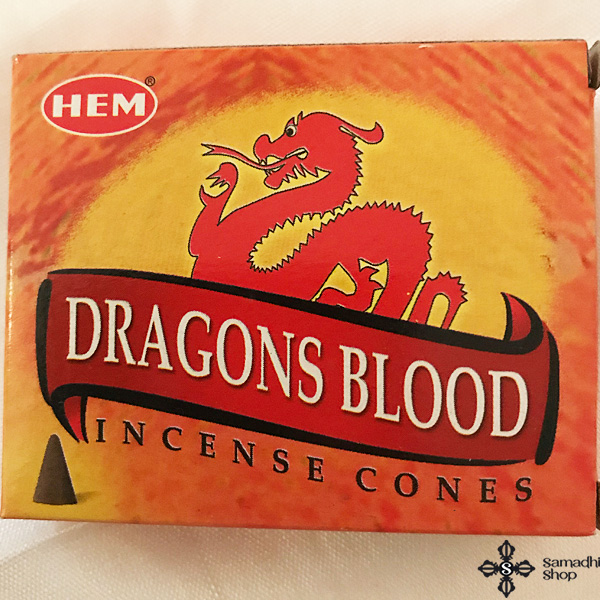 HEM®
DRAGONS BLOOD
INCENSE CONES
S
Samadhi
Shop